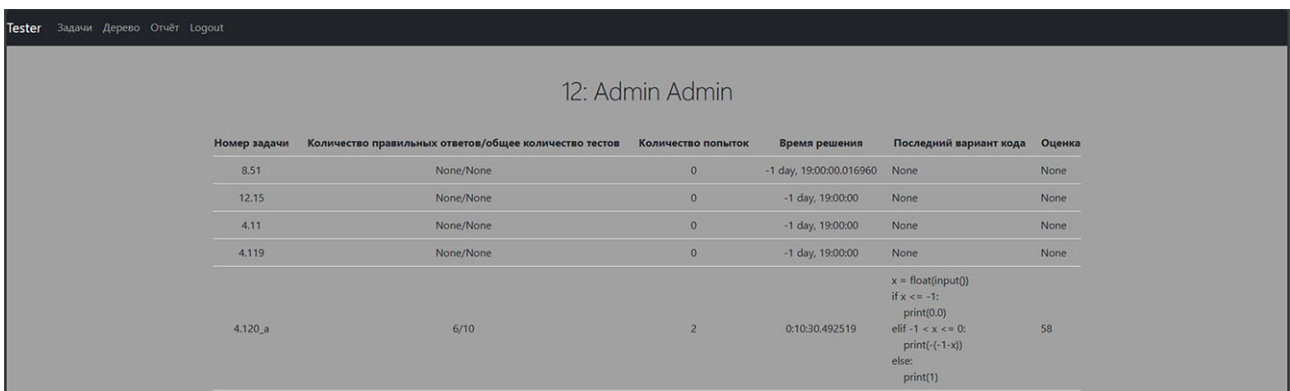 Tester Задачи Дерево Отчёт Logout
12: Admin Admin
Номер задачи Количество правильных ответов/общее количество тестов Количество попыток Время решения Последний вариант кода Оценка
8.51 None/None 0 -1 day, 19:00:00.016960 None None
12.15 None/None 0 -1 day, 19:00:00 None None
4.11 None/None 0 -1 day, 19:00:00 None None
4.119 None/None 0 -1 day, 19:00:00 None None
x = float(input())
if x <= -1:
print(0.0)
4.120_a 6/10 2 0:10:30.492519 elif -1 < x <= 0: 58
print(-(-1-x))
else:
print(1)